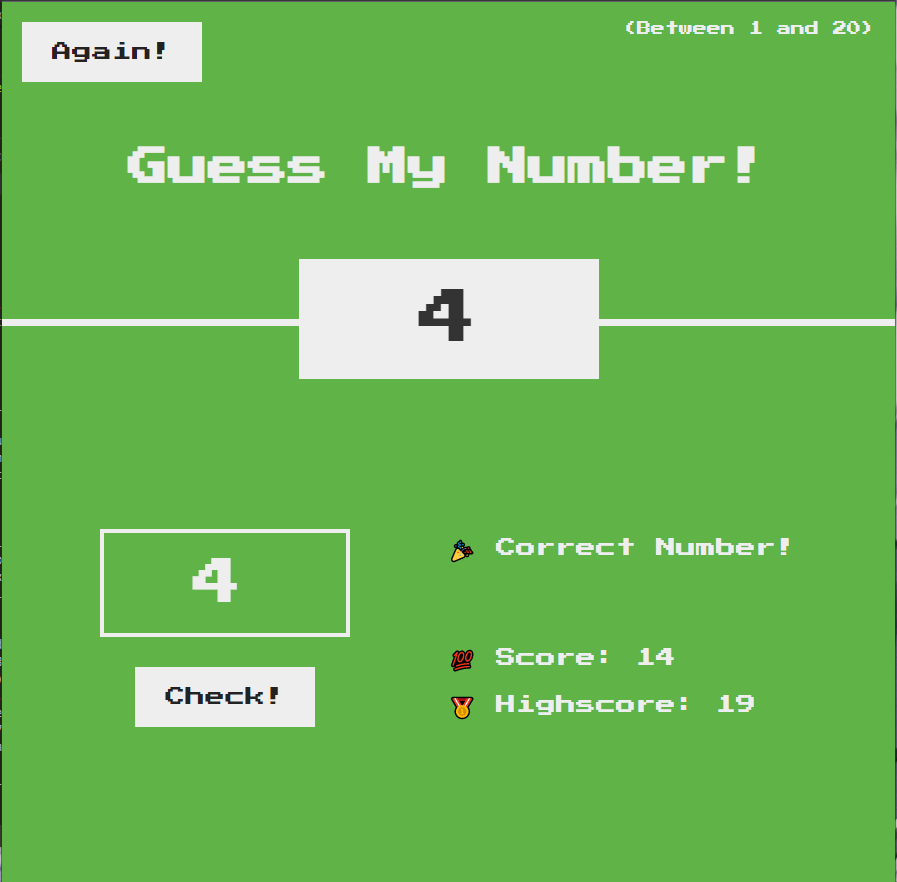 Again!
(Between 1 and 20)
Guess My Number!
4
4
Check!
🎉 Correct Number!
💯 Score: 14
🥇 Highscore: 19